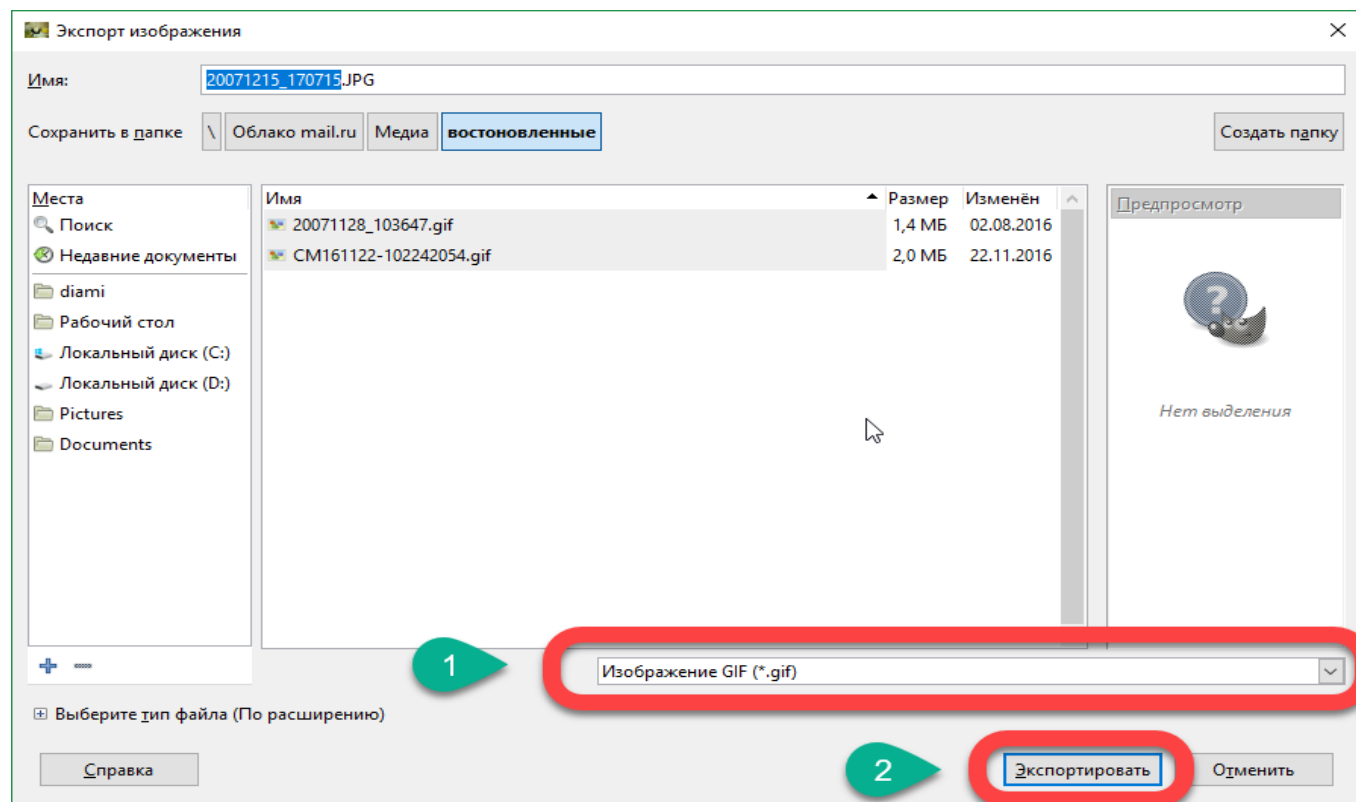 Экспорт изображения
Имя: 20071215_170715.JPG
Сохранить в папке \ Облако mail.ru Медиа востоновленные Создать папку
Места
Поиск
Недавние документы
diami
Рабочий стол
Локальный диск (C:)
Локальный диск (D:)
Pictures
Documents
Имя Размер Изменён
20071128_103647.gif 1,4 МБ 02.08.2016
CM161122-102242054.gif 2,0 МБ 22.11.2016
Предпросмотр
Нет выделения
1 Изображение GIF (*.gif)
Выберите тип файла (По расширению)
Справка 2 Экспортировать Отменить